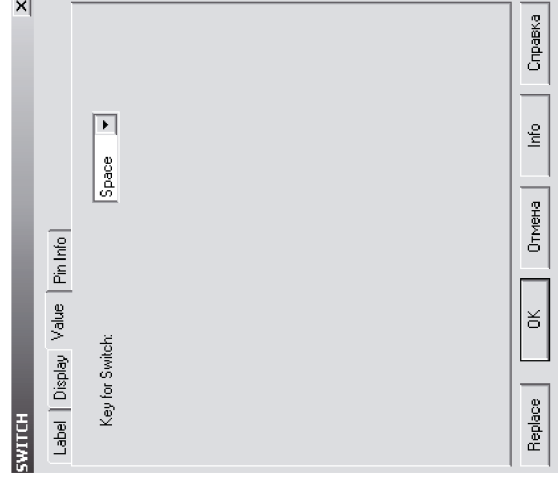 SWITCH
Label Display Value Pin Info
Key for Switch: Space
Replace OK Отмена Info Справка